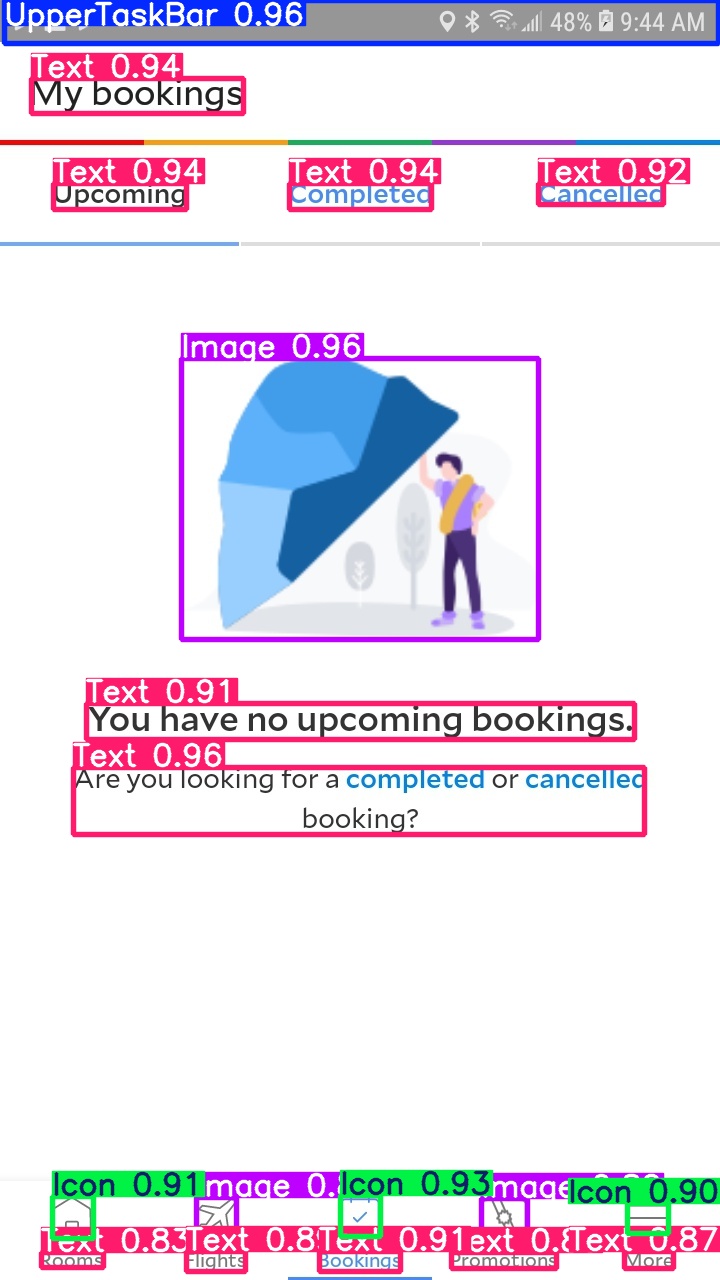 UpperTaskBar 0.96
48% 9:44 AM
Text 0.94
My bookings
Text 0.94 Text 0.94 Text 0.92
Upcoming Completed Cancelled
Image 0.96
Text 0.91
You have no upcoming bookings.
Text 0.96
Are you looking for a completed or cancelled
booking?
Icon 0.91 Image 0. Icon 0.93 Image Icon 0.90
Text 0.83 Text 0.8 Text 0.91 Text 0.8 Text 0.87
Rooms Flights Bookings Promotions More